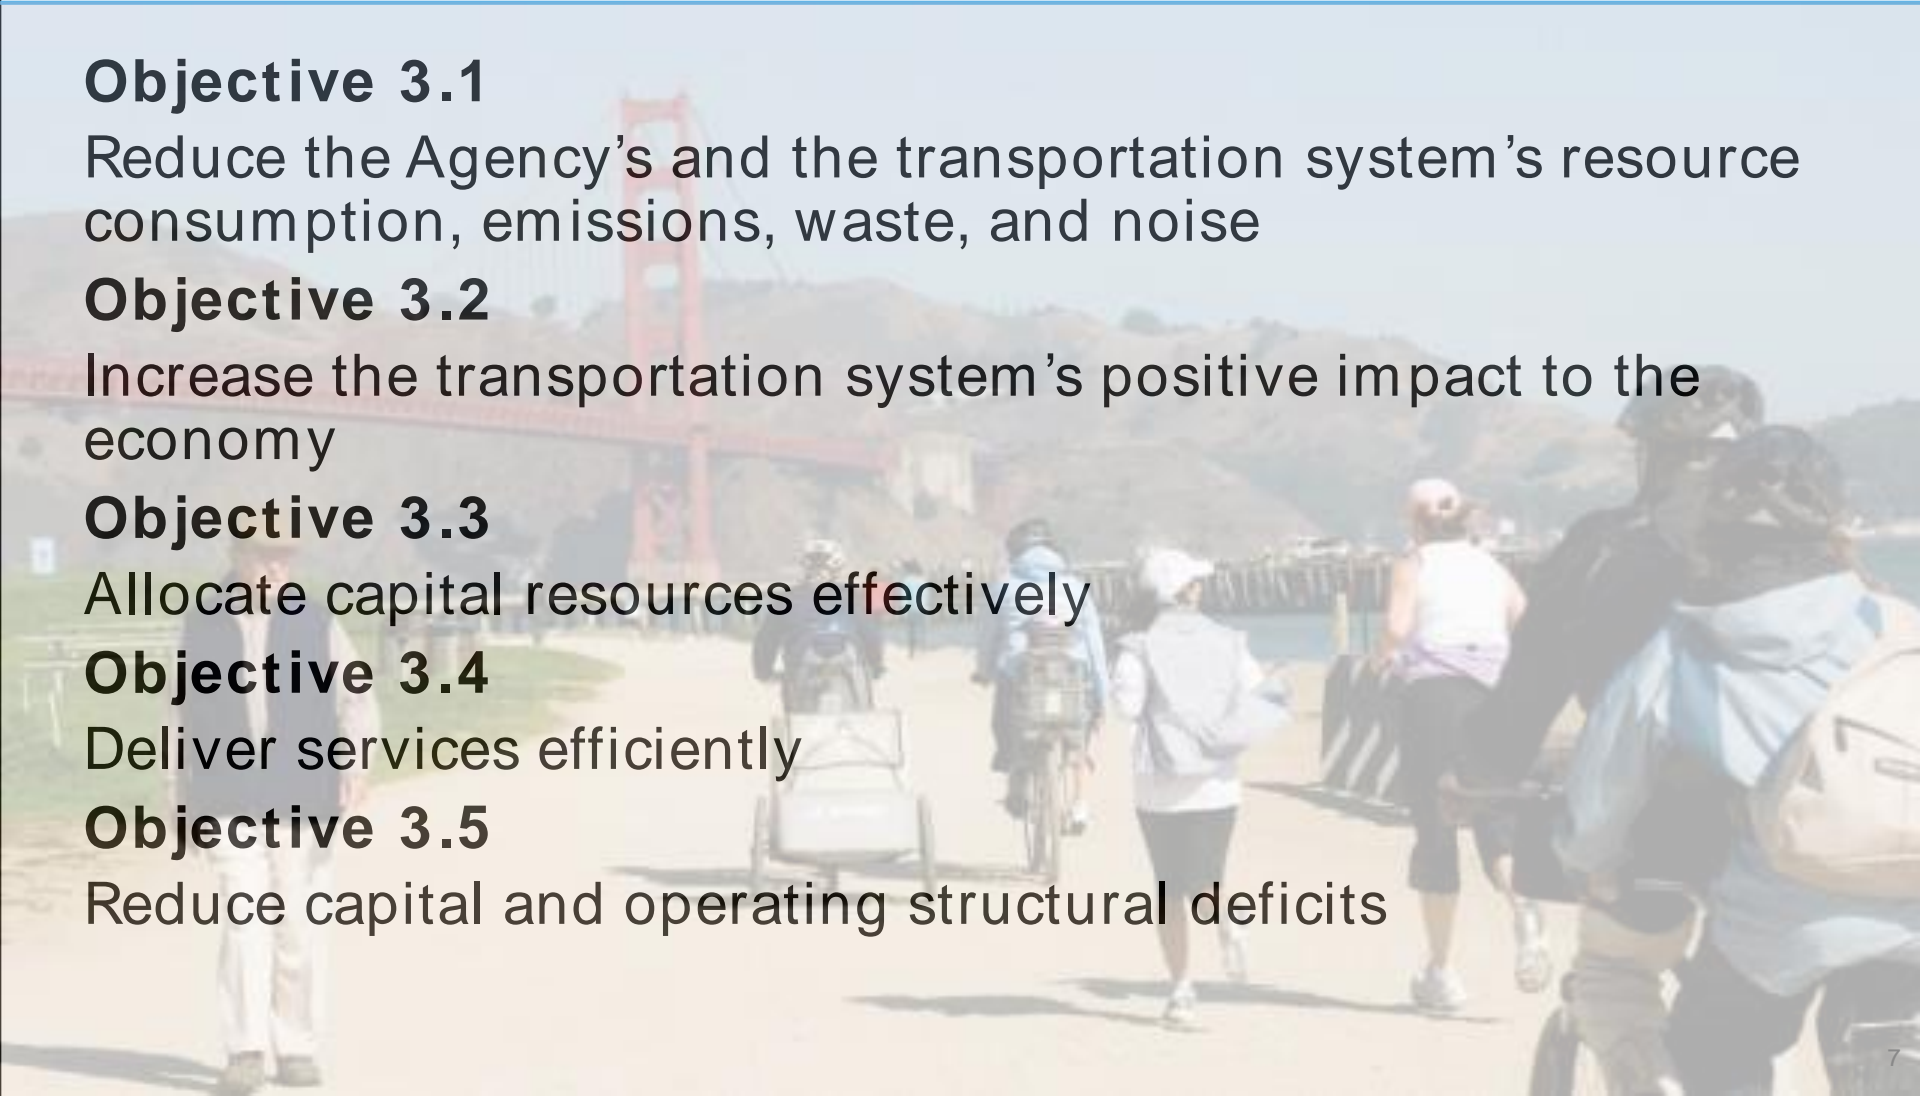 Objective 3.1
Reduce the Agency’s and the transportation system’s resource
consumption, emissions, waste, and noise
Objective 3.2
Increase the transportation system’s positive impact to the
economy
Objective 3.3
Allocate capital resources effectively
Objective 3.4
Deliver services efficiently
Objective 3.5
Reduce capital and operating structural deficits
7